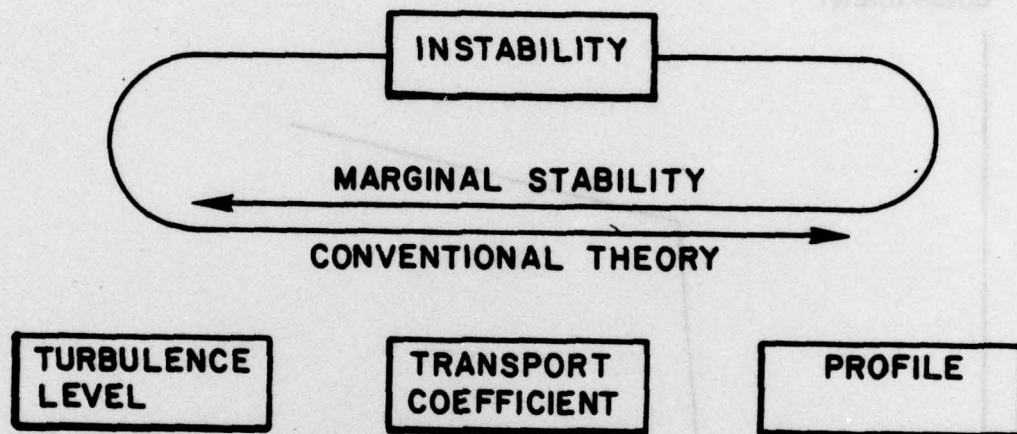 INSTABILITY
MARGINAL STABILITY
CONVENTIONAL THEORY
TURBULENCE
LEVEL
TRANSPORT
COEFFICIENT
PROFILE